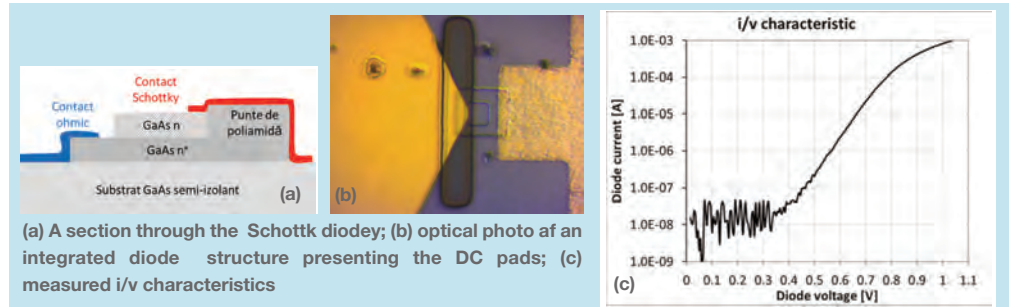 Contact
Schottky
Contact
ohmic
GaAs n
Punte de
poliamidă
GaAs n⁺
Substrat GaAs semi-izolant
(a)
(b)
i/v characteristic
Diode current [A]
1.0E-03
1.0E-04
1.0E-05
1.0E-06
1.0E-07
1.0E-08
1.0E-09
0 0.1 0.2 0.3 0.4 0.5 0.6 0.7 0.8 0.9 1 1.1
Diode voltage [V]
(c)
(a) A section through the Schottk diodey; (b) optical photo af an
integrated diode structure presenting the DC pads; (c)
measured i/v characteristics